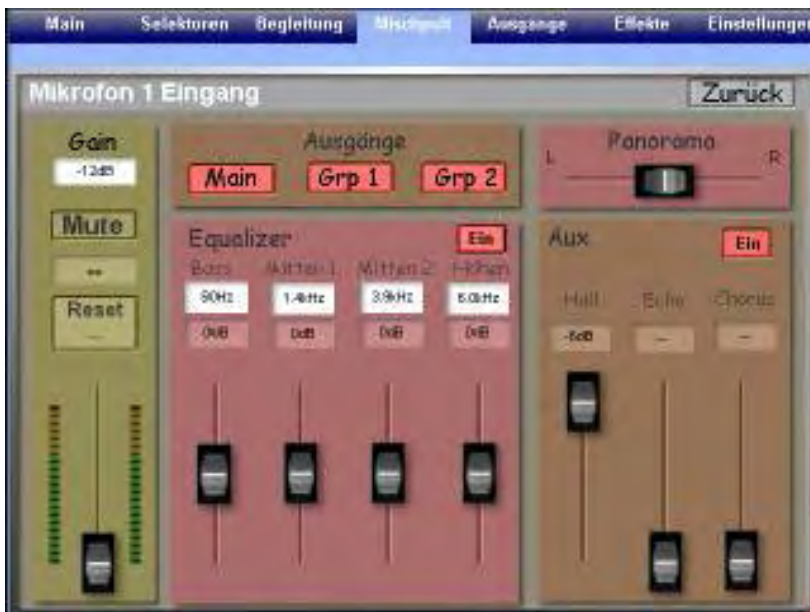 Main Selektoren Begleitung Mischpult Ausgänge Effekte Einstellungen
Mikrofon 1 Eingang Zurück
Gain
-12dB
Mute
--
Reset
--
Ausgänge
Main Grp 1 Grp 2
Panorama
L R
Equalizer Ein
Bass Mitten 1 Mitten 2 Höhen
90Hz 1.4kHz 3.9kHz 6.0kHz
0dB 0dB 0dB 0dB
Aux Ein
Hall Echo Chorus
-6dB -- --